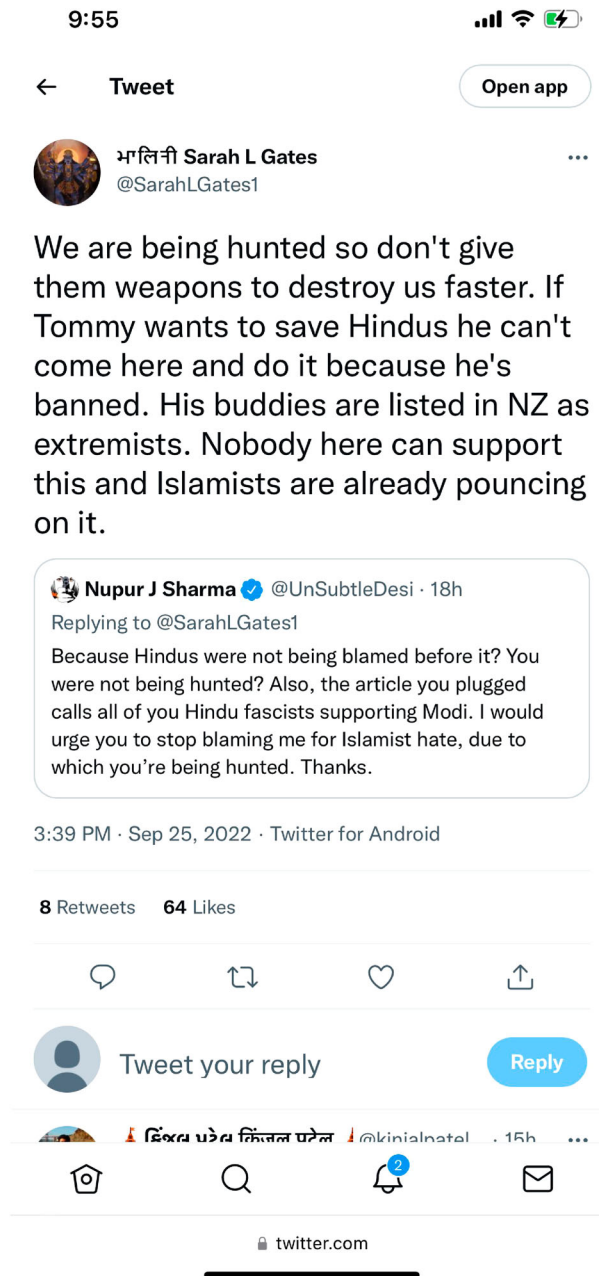 9:55
Tweet
Open app
ਮਾਲਿਨੀ Sarah L Gates
@SarahLGates1
We are being hunted so don't give
them weapons to destroy us faster. If
Tommy wants to save Hindus he can't
come here and do it because he's
banned. His buddies are listed in NZ as
extremists. Nobody here can support
this and Islamists are already pouncing
on it.
Nupur J Sharma @UnSubtleDesi · 18h
Replying to @SarahLGates1
Because Hindus were not being blamed before it? You
were not being hunted? Also, the article you plugged
calls all of you Hindu fascists supporting Modi. I would
urge you to stop blaming me for Islamist hate, due to
which you’re being hunted. Thanks.
3:39 PM · Sep 25, 2022 · Twitter for Android
8 Retweets 64 Likes
Tweet your reply
Reply
કિંજલ પટેલ किंजल पटेल @kinjalpatel · 15h
2
twitter.com